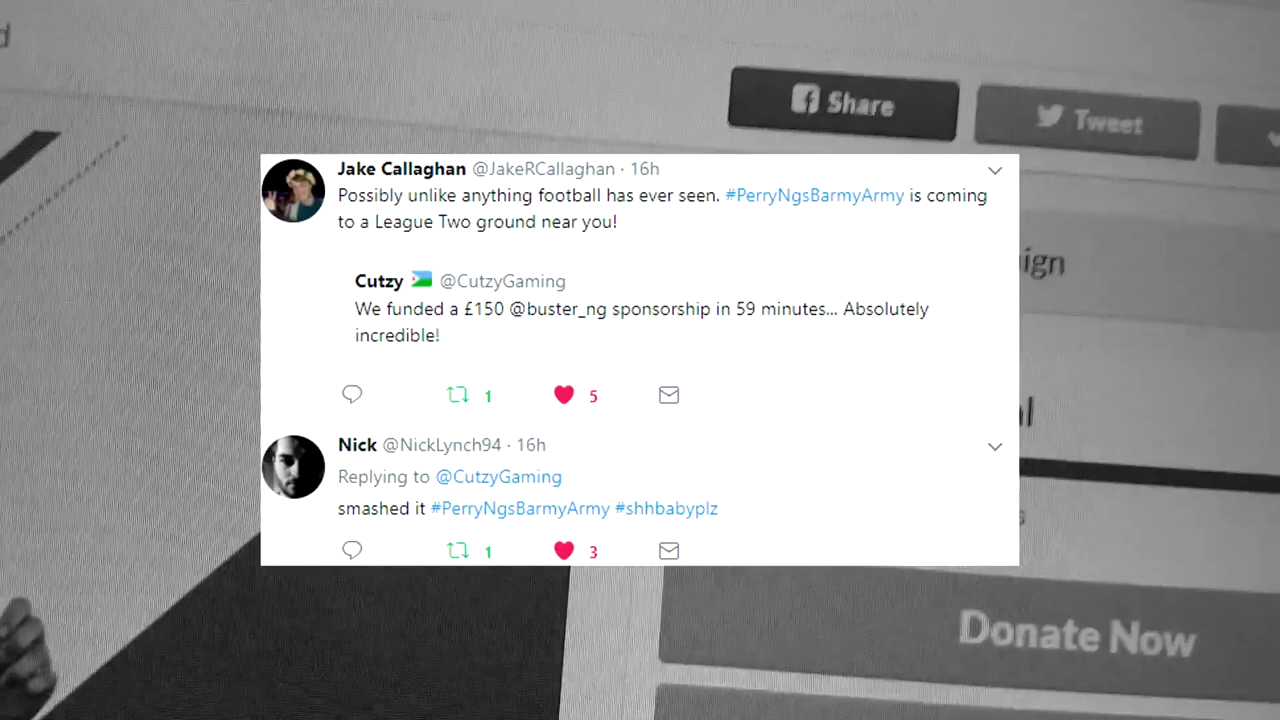 d
Share
Tweet
Jake Callaghan @JakeRCallaghan · 16h
Possibly unlike anything football has ever seen. #PerryNgsBarmyArmy is coming
to a League Two ground near you!
Cutzy @CutzyGaming
We funded a £150 @buster_ng sponsorship in 59 minutes... Absolutely
incredible!
1 5
Nick @NickLynch94 · 16h
Replying to @CutzyGaming
smashed it #PerryNgsBarmyArmy #shhbabyplz
1 3
ign
Donate Now